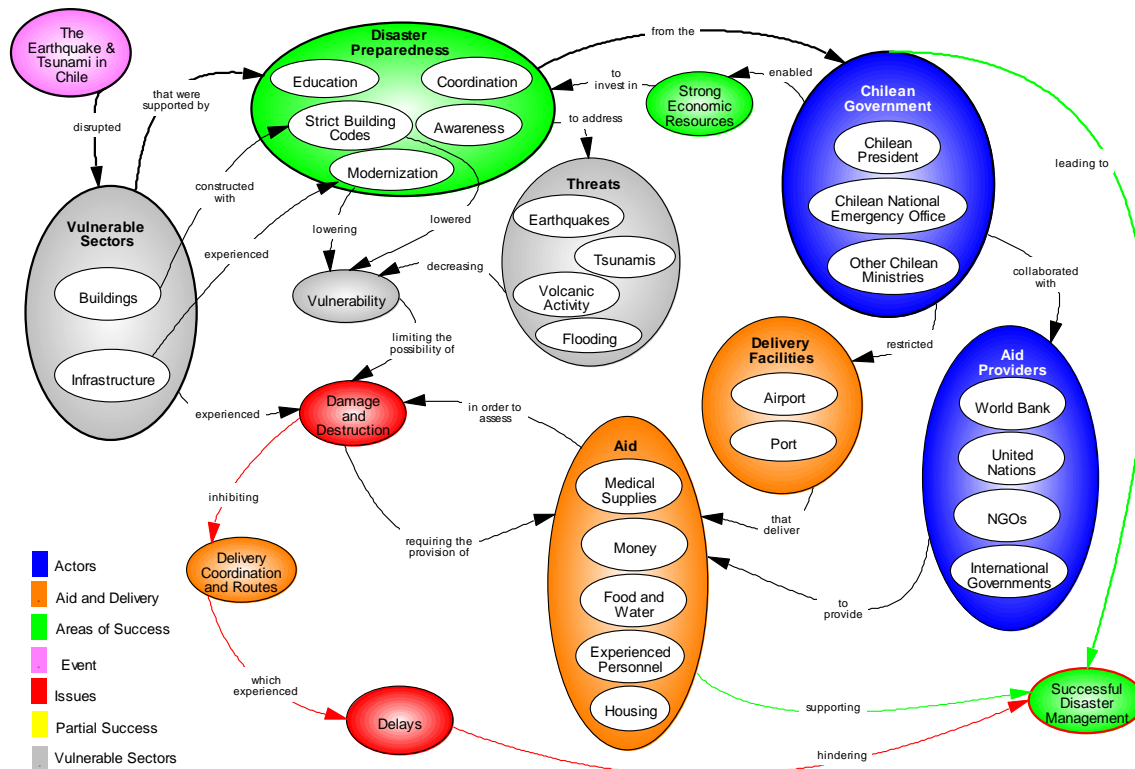 The
Earthquake &
Tsunami in
Chile
disrupted
that were
supported by
Disaster
Preparedness
Education
Coordination
Strict Building
Codes
Awareness
Modernization
from the
to
invest in
Strong
Economic
Resources
enabled
Chilean
Government
Chilean
President
Chilean National
Emergency Office
Other Chilean
Ministries
leading to
to address
constructed
with
experienced
lowering
lowered
decreasing
Vulnerable
Sectors
Buildings
Infrastructure
Threats
Earthquakes
Tsunamis
Volcanic
Activity
Flooding
Vulnerability
limiting the
possibility of
collaborated
with
restricted
Delivery
Facilities
Airport
Port
Aid
Providers
World Bank
United
Nations
NGOs
International
Governments
experienced
Damage
and
Destruction
in order to
assess
Aid
Medical
Supplies
Money
Food and
Water
Experienced
Personnel
Housing
that
deliver
to
provide
inhibiting
requiring the
provision of
Delivery
Coordination
and Routes
which
experienced
Delays
supporting
hindering
Successful
Disaster
Management
Actors
Aid and Delivery
Areas of Success
Event
Issues
Partial Success
Vulnerable Sectors